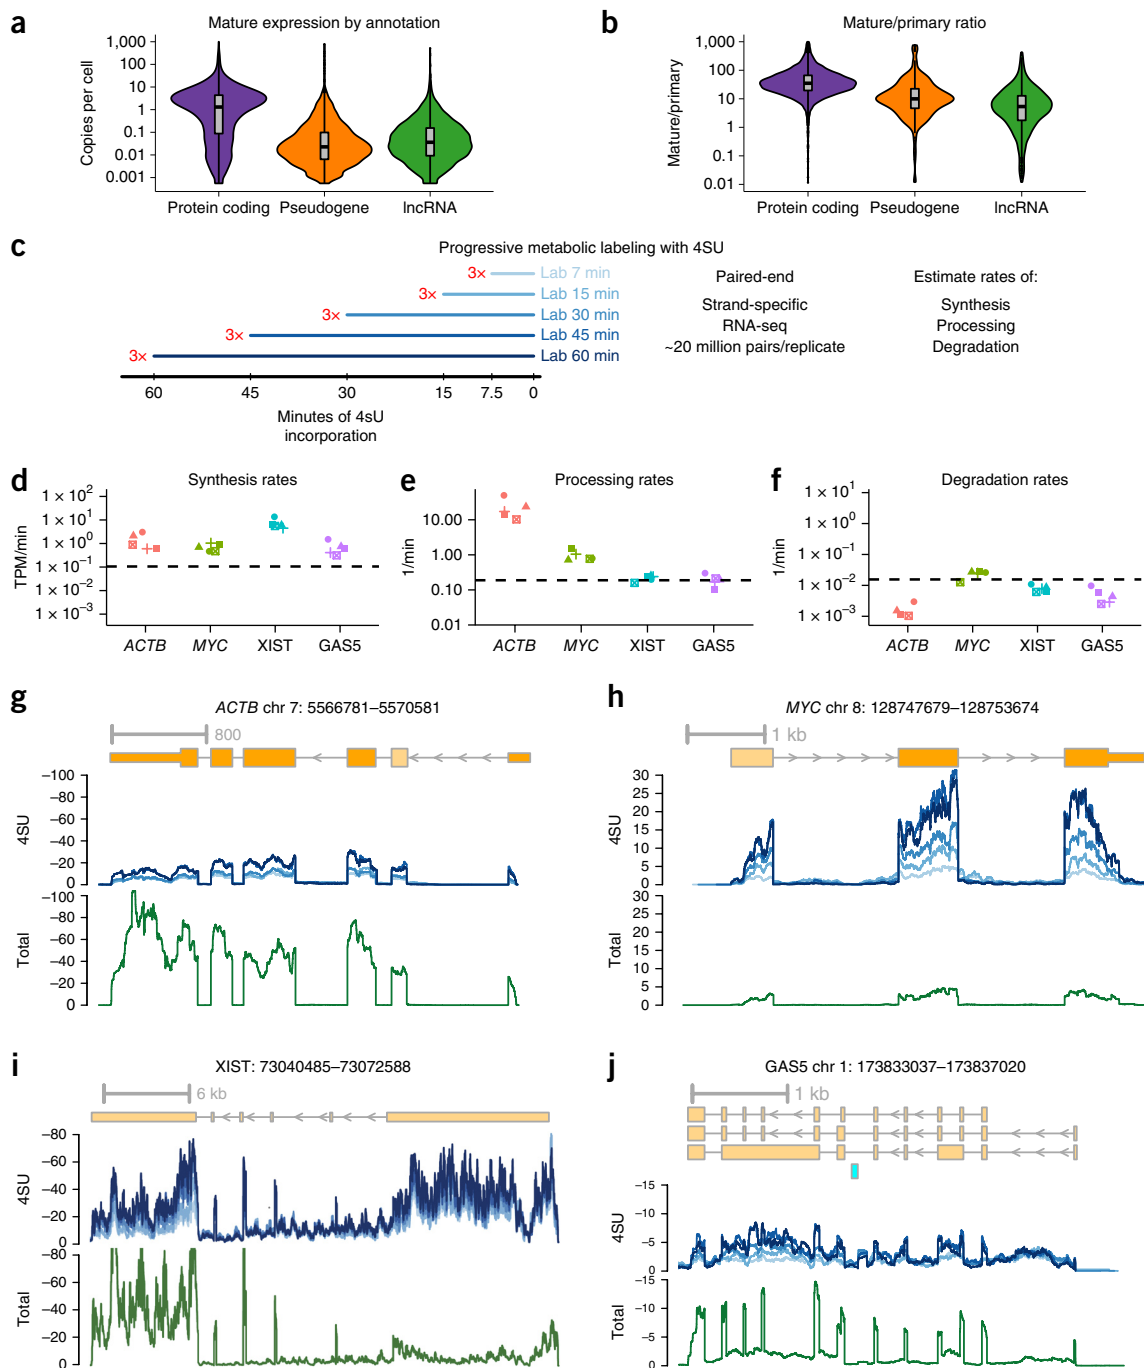 a
Mature expression by annotation
Copies per cell
1,000
100
10
1
0.1
0.01
0.001
Protein coding
Pseudogene
lncRNA
b
Mature/primary ratio
Mature/primary
1,000
100
10
1
0.1
0.01
Protein coding
Pseudogene
lncRNA
c
Progressive metabolic labeling with 4SU
3×
Lab 7 min
3×
Lab 15 min
3×
Lab 30 min
3×
Lab 45 min
3×
Lab 60 min
60
45
30
15
7.5
0
Minutes of 4sU
incorporation
Paired-end
Strand-specific
RNA-seq
~20 million pairs/replicate
Estimate rates of:
Synthesis
Processing
Degradation
d
Synthesis rates
TPM/min
1 × 10²
1 × 10¹
1 × 10⁰
1 × 10⁻¹
1 × 10⁻²
1 × 10⁻³
ACTB
MYC
XIST
GAS5
e
Processing rates
1/min
10.00
1.00
0.10
0.01
ACTB
MYC
XIST
GAS5
f
Degradation rates
1/min
1 × 10¹
1 × 10⁰
1 × 10⁻¹
1 × 10⁻²
1 × 10⁻³
ACTB
MYC
XIST
GAS5
g
ACTB chr 7: 5566781–5570581
800
4SU
–100
–80
–60
–40
–20
0
Total
–100
–80
–60
–40
–20
0
h
MYC chr 8: 128747679–128753674
1 kb
4SU
30
25
20
15
10
5
0
Total
30
25
20
15
10
5
0
i
XIST: 73040485–73072588
6 kb
4SU
–80
–60
–40
–20
0
Total
–80
–60
–40
–20
0
j
GAS5 chr 1: 173833037–173837020
1 kb
4SU
–15
–10
–5
0
Total
–15
–10
–5
0